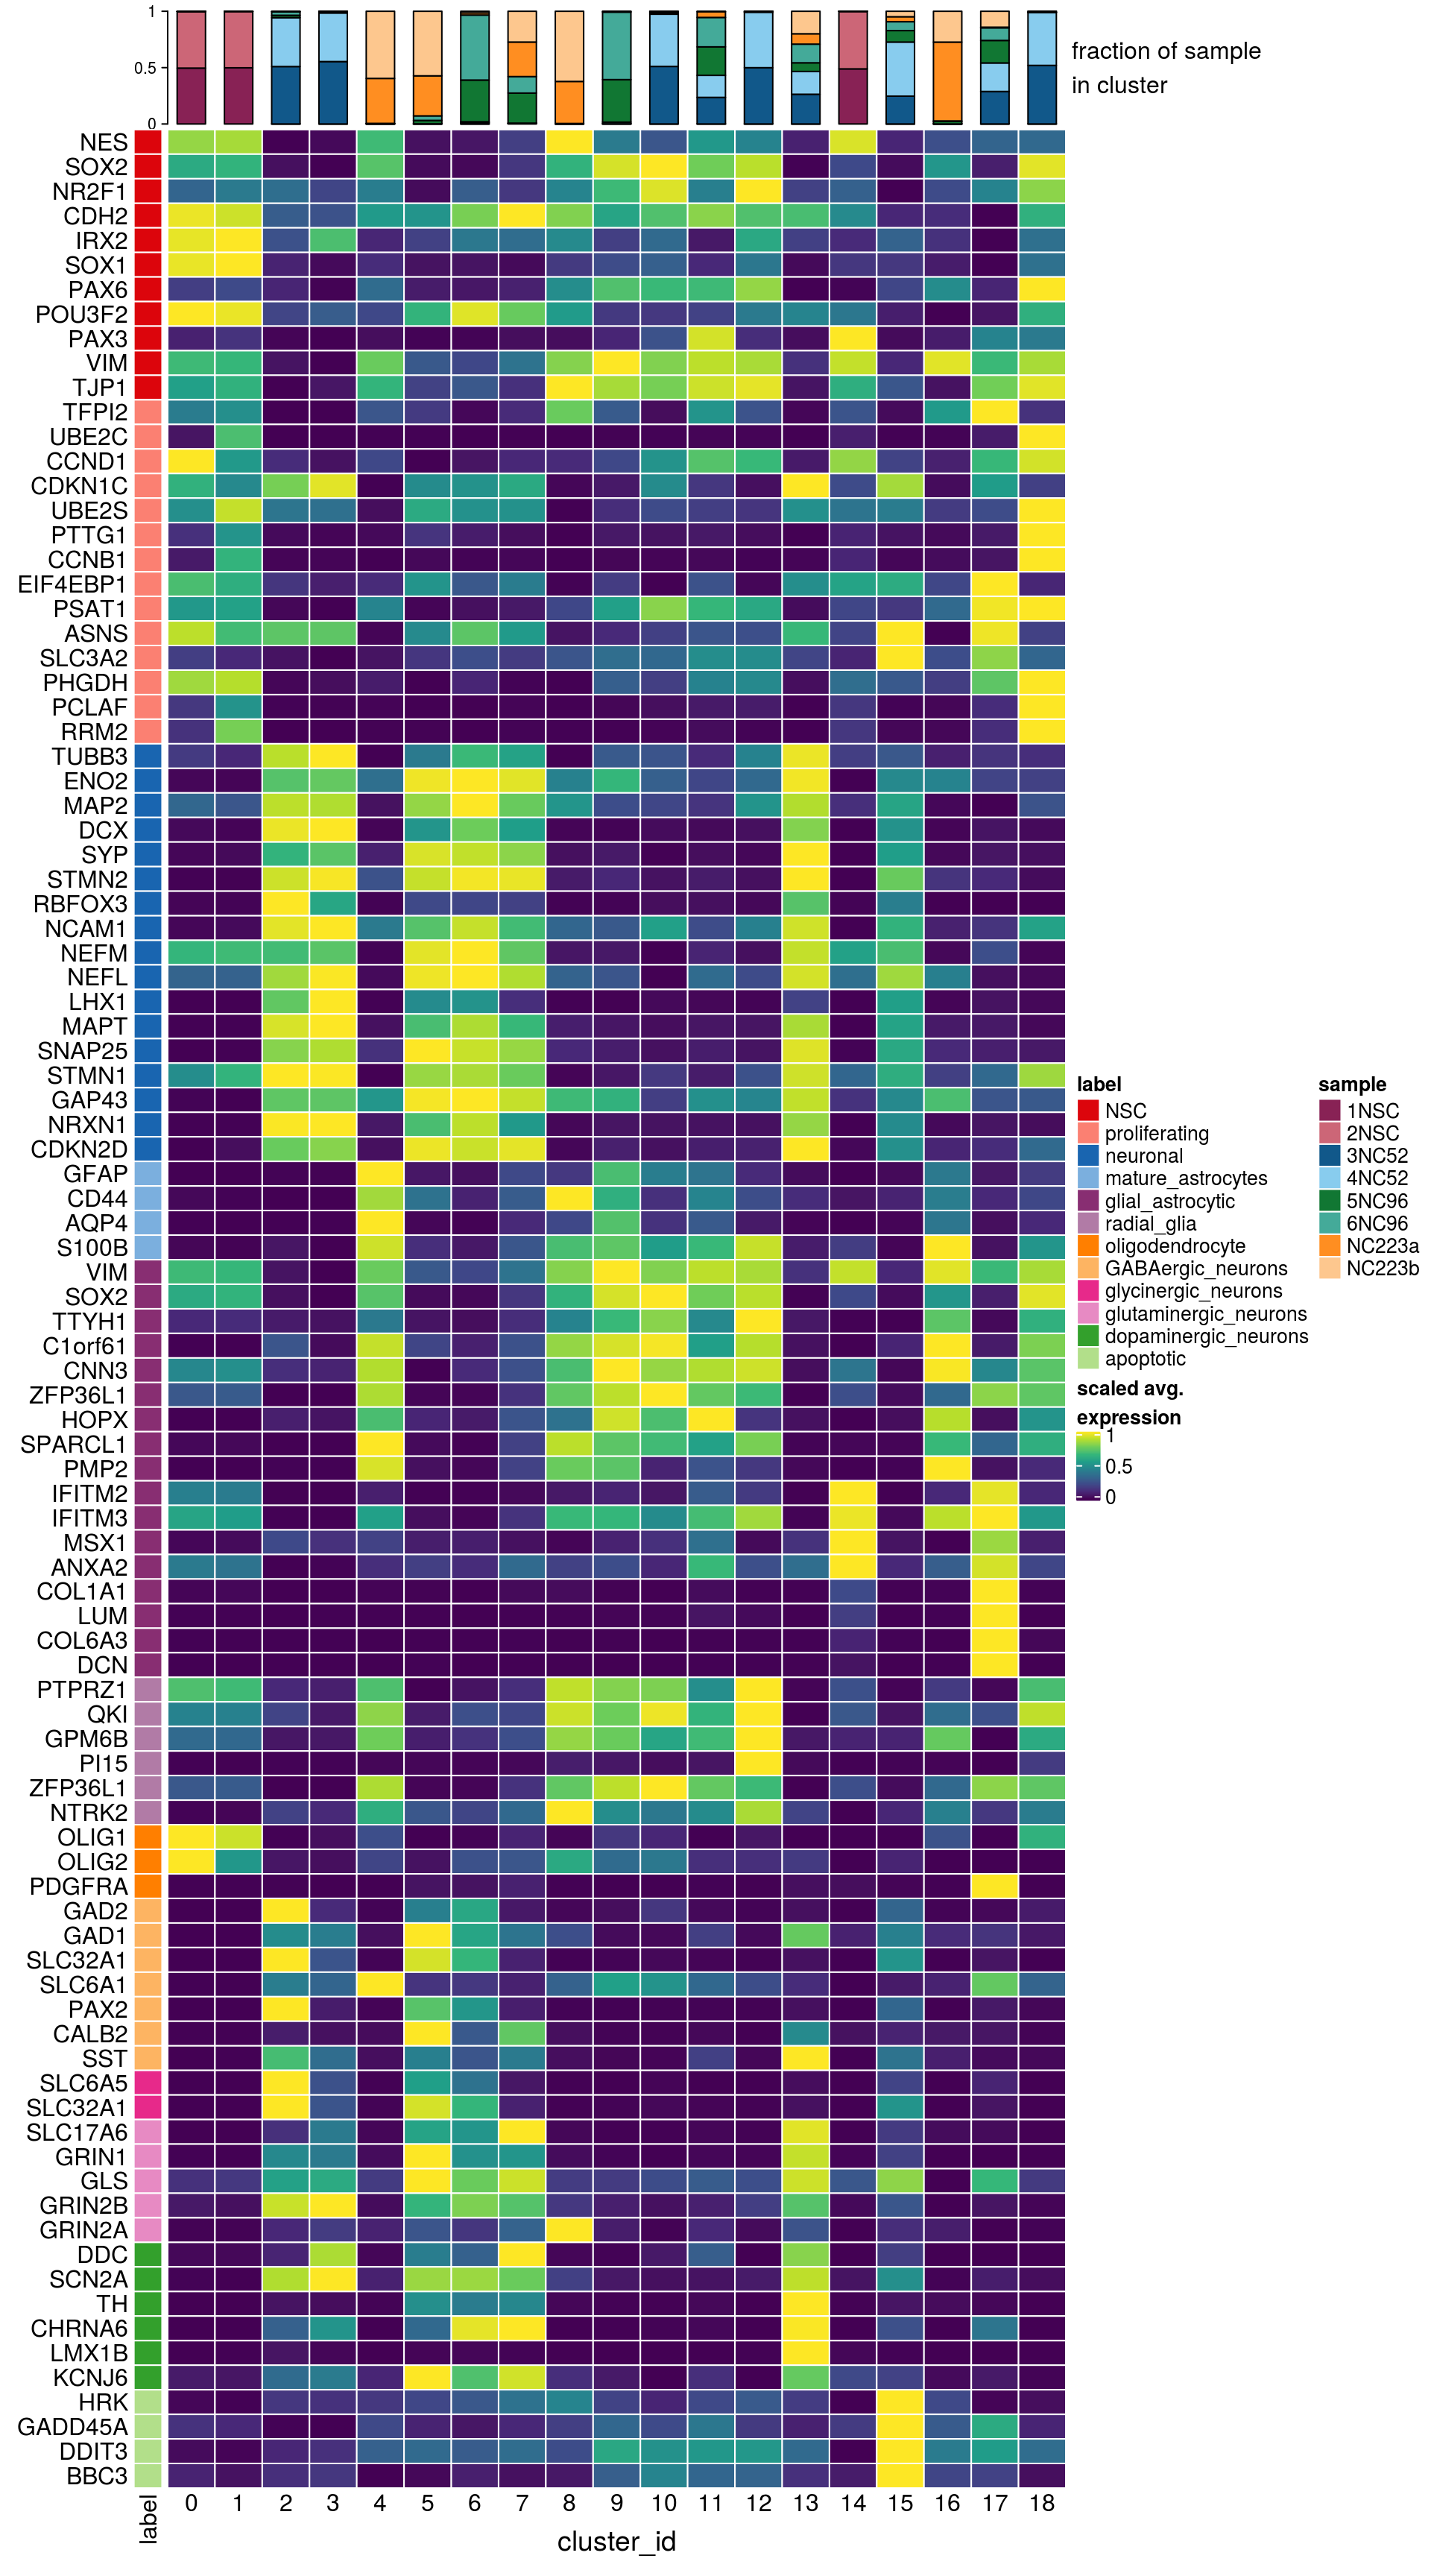 1
0.5
0
fraction of sample
in cluster
NES
SOX2
NR2F1
CDH2
IRX2
SOX1
PAX6
POU3F2
PAX3
VIM
TJP1
TFPI2
UBE2C
CCND1
CDKN1C
UBE2S
PTTG1
CCNB1
EIF4EBP1
PSAT1
ASNS
SLC3A2
PHGDH
PCLAF
RRM2
TUBB3
ENO2
MAP2
DCX
SYP
STMN2
RBFOX3
NCAM1
NEFM
NEFL
LHX1
MAPT
SNAP25
STMN1
GAP43
NRXN1
CDKN2D
GFAP
CD44
AQP4
S100B
VIM
SOX2
TTYH1
C1orf61
CNN3
ZFP36L1
HOPX
SPARCL1
PMP2
IFITM2
IFITM3
MSX1
ANXA2
COL1A1
LUM
COL6A3
DCN
PTPRZ1
QKI
GPM6B
PI15
ZFP36L1
NTRK2
OLIG1
OLIG2
PDGFRA
GAD2
GAD1
SLC32A1
SLC6A1
PAX2
CALB2
SST
SLC6A5
SLC32A1
SLC17A6
GRIN1
GLS
GRIN2B
GRIN2A
DDC
SCN2A
TH
CHRNA6
LMX1B
KCNJ6
HRK
GADD45A
DDIT3
BBC3
label
0 1 2 3 4 5 6 7 8 9 10 11 12 13 14 15 16 17 18
cluster_id
label
NSC
proliferating
neuronal
mature_astrocytes
glial_astrocytic
radial_glia
oligodendrocyte
GABAergic_neurons
glycinergic_neurons
glutaminergic_neurons
dopaminergic_neurons
apoptotic
scaled avg.
expression
1
0.5
0
sample
1NSC
2NSC
3NC52
4NC52
5NC96
6NC96
NC223a
NC223b